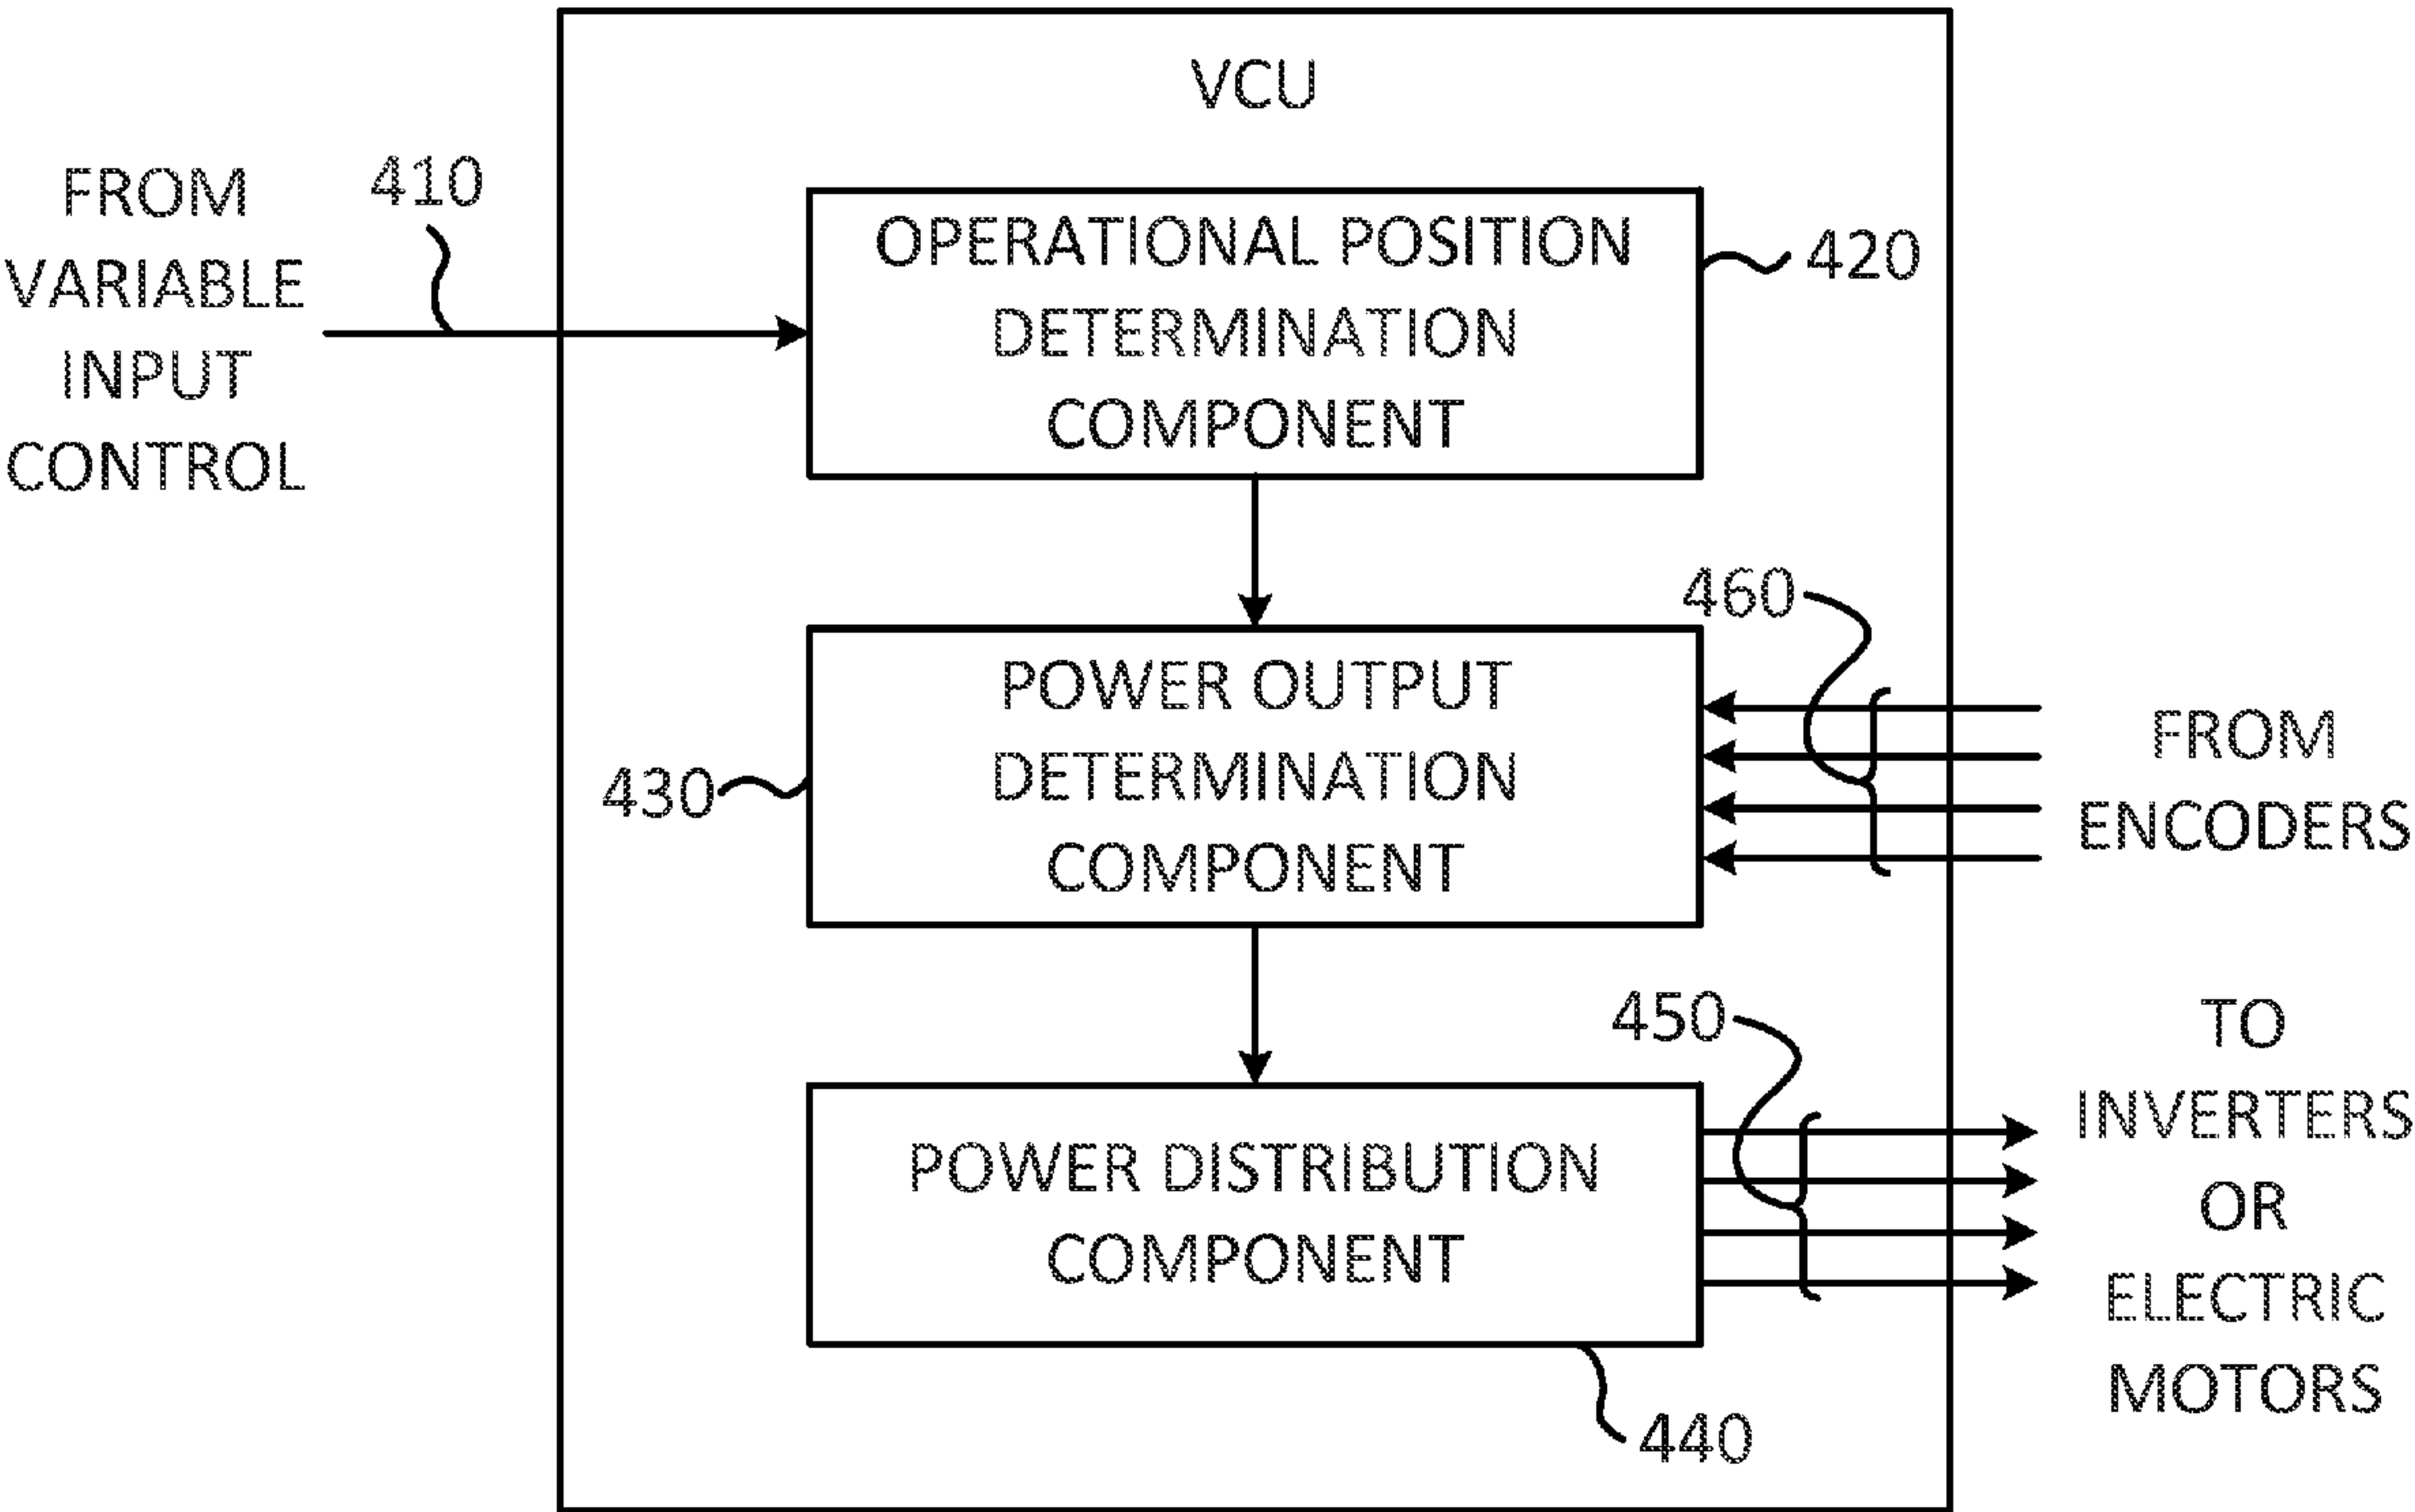 VCU
FROM
VARIABLE
INPUT
CONTROL
410
OPERATIONAL POSITION
DETERMINATION
COMPONENT
420
POWER OUTPUT
DETERMINATION
COMPONENT
430
460
FROM
ENCODERS
POWER DISTRIBUTION
COMPONENT
450
TO
INVERTERS
OR
ELECTRIC
MOTORS
440